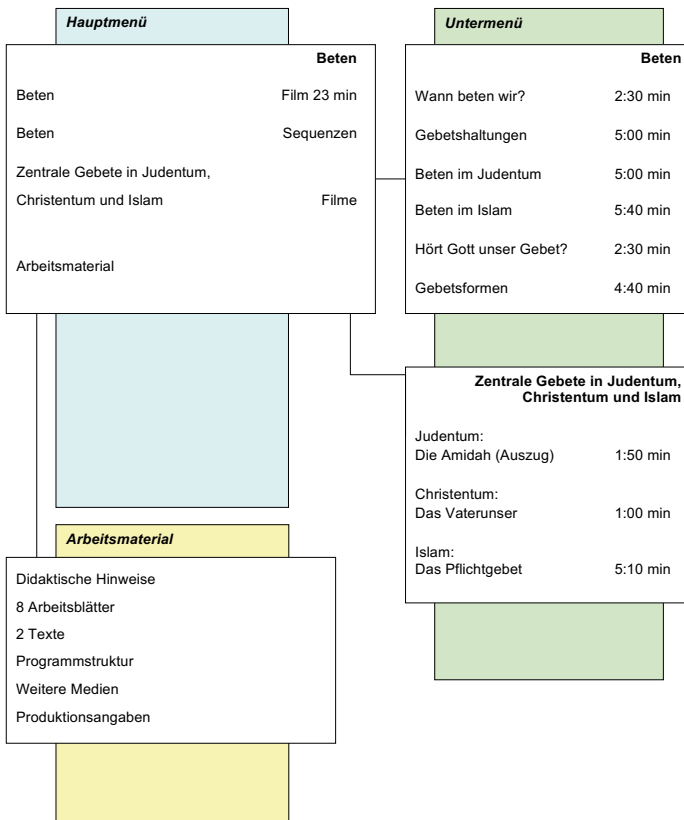 Hauptmenü
Beten
Beten Film 23 min
Beten Sequenzen
Zentrale Gebete in Judentum,
Christentum und Islam Filme
Arbeitsmaterial
Untermenü
Beten
Wann beten wir? 2:30 min
Gebetshaltungen 5:00 min
Beten im Judentum 5:00 min
Beten im Islam 5:40 min
Hört Gott unser Gebet? 2:30 min
Gebetsformen 4:40 min
Zentrale Gebete in Judentum,
Christentum und Islam
Judentum:
Die Amidah (Auszug) 1:50 min
Christentum:
Das Vaterunser 1:00 min
Islam:
Das Pflichtgebet 5:10 min
Arbeitsmaterial
Didaktische Hinweise
8 Arbeitsblätter
2 Texte
Programmstruktur
Weitere Medien
Produktionsangaben